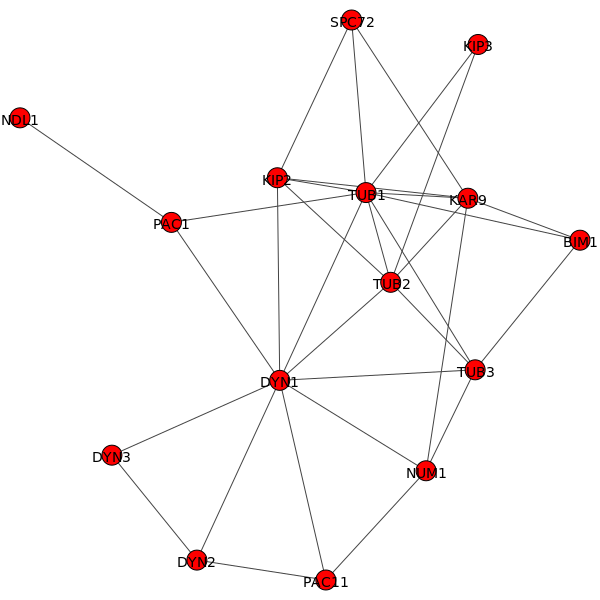 SPC72
KIP3
NDL1
KIP2
TUB1
KAR9
PAC1
BIM1
TUB2
TUB3
DYN1
DYN3
NUM1
DYN2
PAC11